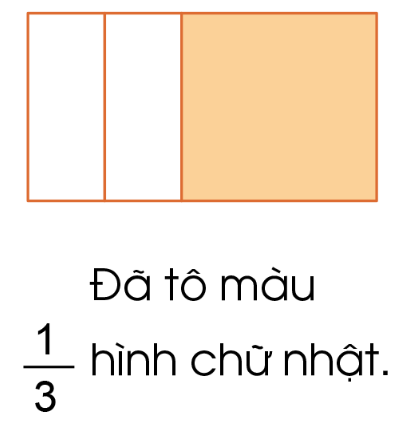 Đã tô màu
1/3 hình chữ nhật.